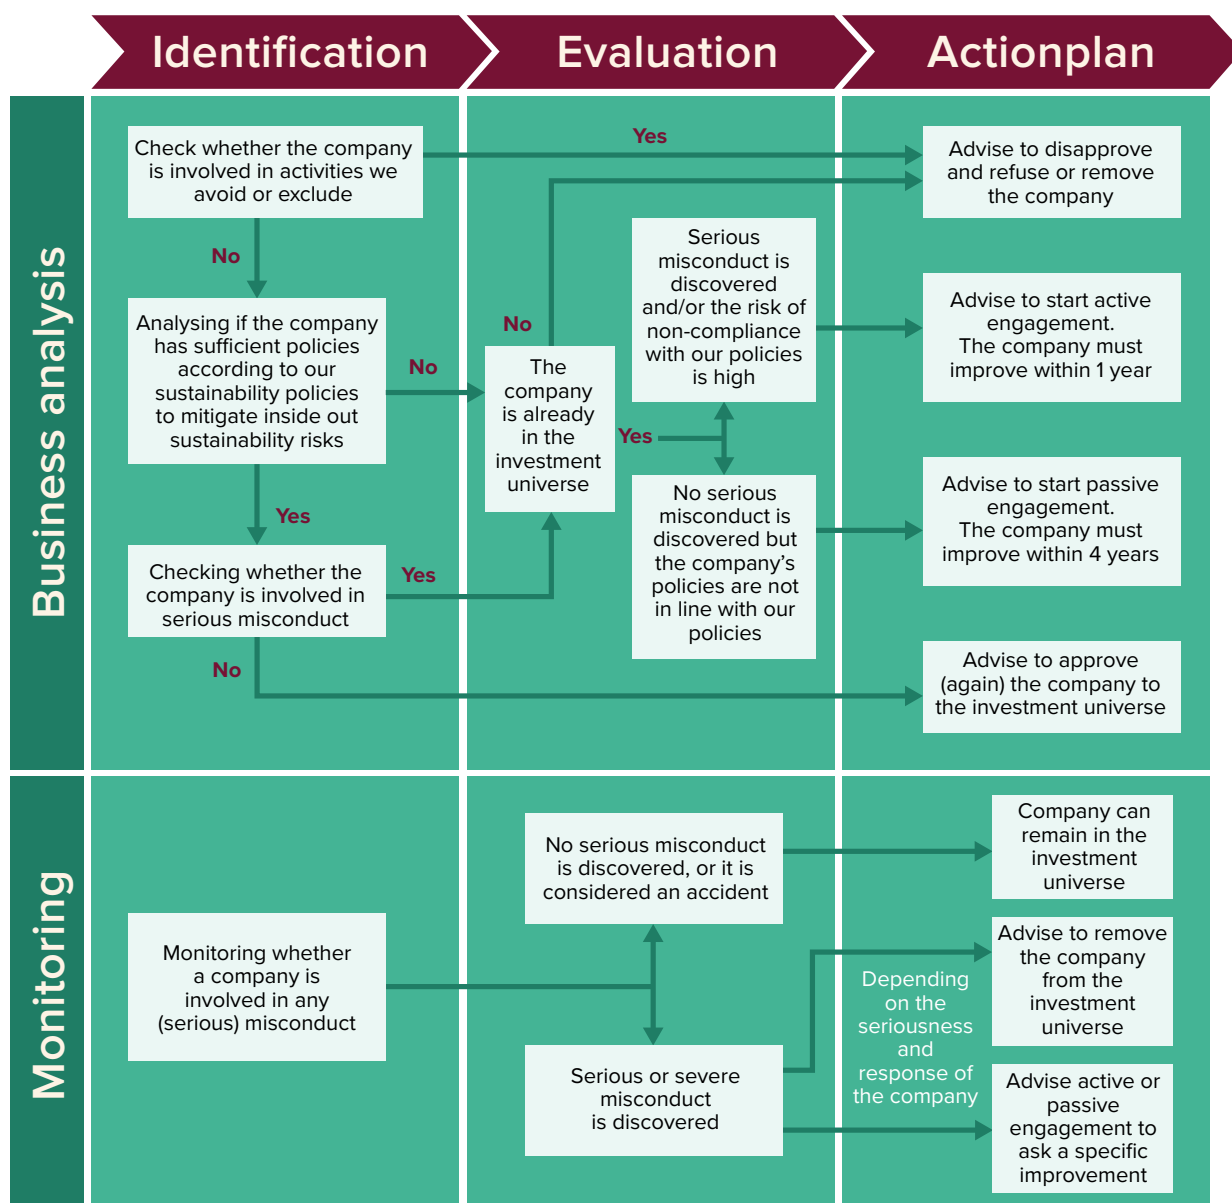 Identification
Evaluation
Actionplan
Business analysis
Check whether the company
is involved in activities we
avoid or exclude
Yes
Advise to disapprove
and refuse or remove
the company
No
Analysing if the company
has sufficient policies
according to our
sustainability policies
to mitigate inside out
sustainability risks
No
The
company
is already
in the
investment
universe
No
Yes
Serious
misconduct is
discovered
and/or the risk of
non-compliance
with our policies
is high
Advise to start active
engagement.
The company must
improve within 1 year
No serious
misconduct is
discovered but
the company’s
policies are not
in line with our
policies
Advise to start passive
engagement.
The company must
improve within 4 years
Yes
Checking whether the
company is involved in
serious misconduct
Yes
No
Advise to approve
(again) the company to
the investment universe
Monitoring
Monitoring whether
a company is
involved in any
(serious) misconduct
No serious misconduct
is discovered, or it is
considered an accident
Company can
remain in the
investment
universe
Serious or severe
misconduct
is discovered
Depending
on the
seriousness
and
response of
the company
Advise to remove
the company
from the
investment
universe
Advise active or
passive
engagement to
ask a specific
improvement